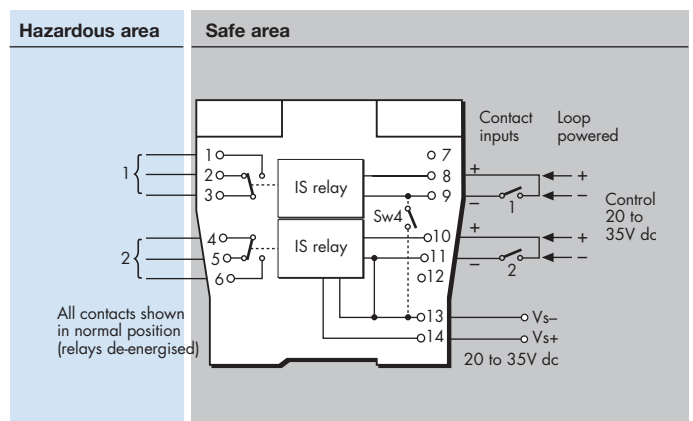 Hazardous area
Safe area
Contact inputs
Loop powered
1
2
3
4
5
6
1
2
IS relay
IS relay
Sw4
7
8
9
10
11
12
13
14
+
–
+
–
1
2
+
–
+
–
Control
20 to
35V dc
Vs–
Vs+
20 to 35V dc
All contacts shown
in normal position
(relays de-energised)